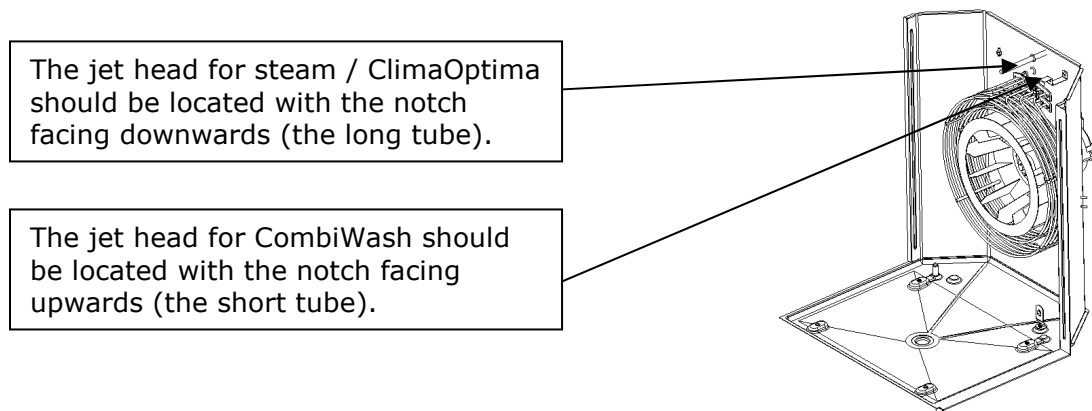 The jet head for steam / ClimaOptima
should be located with the notch
facing downwards (the long tube).
The jet head for CombiWash should
be located with the notch facing
upwards (the short tube).